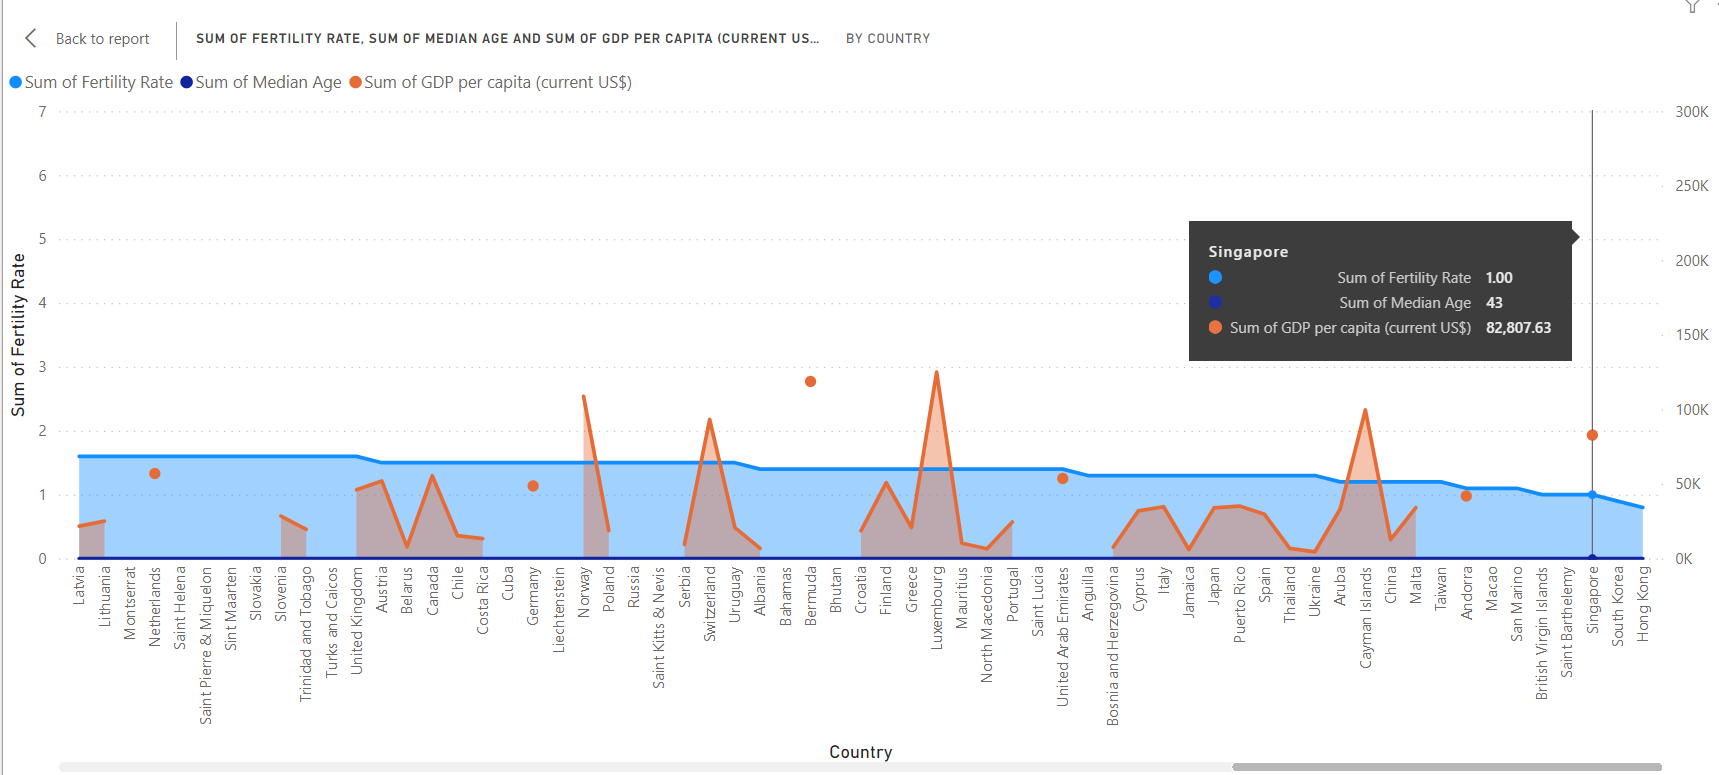 Back to report
SUM OF FERTILITY RATE, SUM OF MEDIAN AGE AND SUM OF GDP PER CAPITA (CURRENT US... BY COUNTRY
Sum of Fertility Rate Sum of Median Age Sum of GDP per capita (current US$)
Sum of Fertility Rate
7
6
5
4
3
2
1
0
300K
250K
200K
150K
100K
50K
0K
Singapore
Sum of Fertility Rate 1.00
Sum of Median Age 43
Sum of GDP per capita (current US$) 82,807.63
Latvia
Lithuania
Montserrat
Netherlands
Saint Helena
Saint Pierre & Miquelon
Sint Maarten
Slovakia
Slovenia
Trinidad and Tobago
Turks and Caicos
United Kingdom
Austria
Belarus
Canada
Chile
Costa Rica
Cuba
Germany
Liechtenstein
Norway
Poland
Russia
Saint Kitts & Nevis
Serbia
Switzerland
Uruguay
Albania
Bahamas
Bermuda
Bhutan
Croatia
Finland
Greece
Luxembourg
Mauritius
North Macedonia
Portugal
Saint Lucia
United Arab Emirates
Anguilla
Bosnia and Herzegovina
Cyprus
Italy
Jamaica
Japan
Puerto Rico
Spain
Thailand
Ukraine
Aruba
Cayman Islands
China
Malta
Taiwan
Andorra
Macao
San Marino
British Virgin Islands
Saint Barthelemy
Singapore
South Korea
Hong Kong
Country